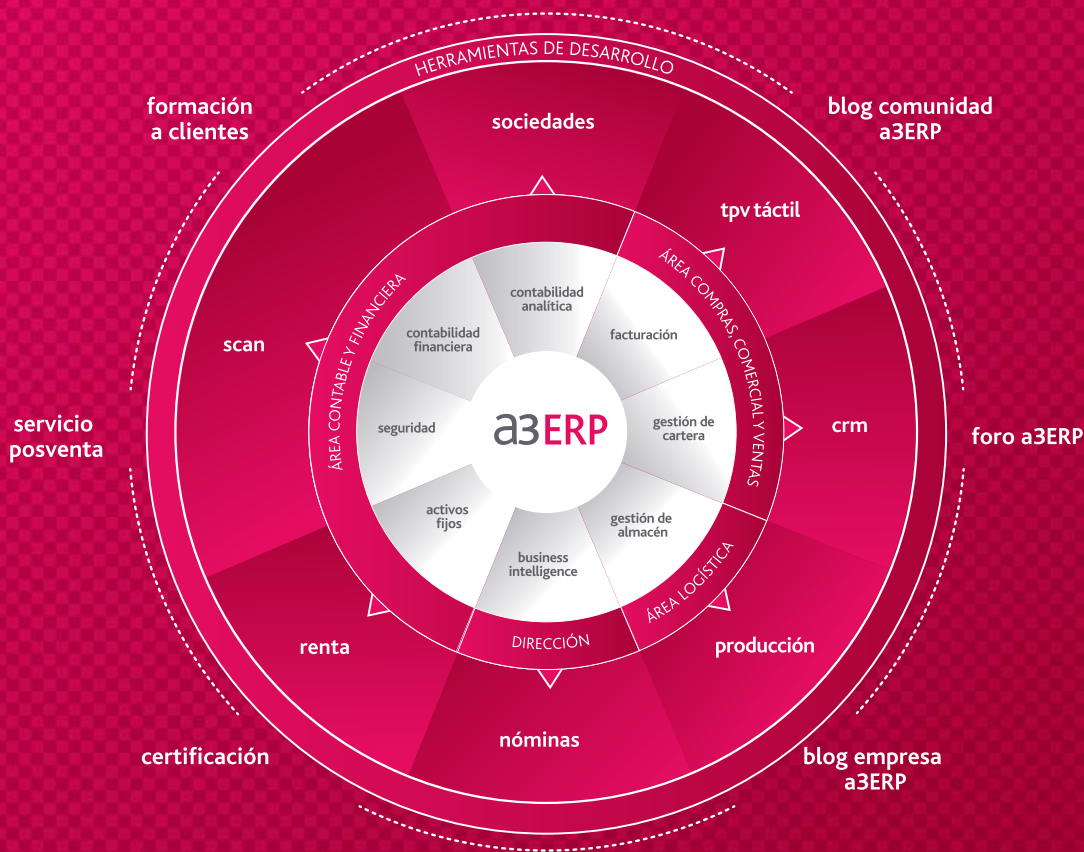 HERRAMIENTAS DE DESARROLLO
formación
a clientes
blog comunidad
a3ERP
sociedades
tpv táctil
scan
crm
servicio
posventa
foro a3ERP
renta
producción
nóminas
certificación
blog empresa
a3ERP
ÁREA CONTABLE Y FINANCIERA
ÁREA COMPRAS, COMERCIAL Y VENTAS
ÁREA LOGÍSTICA
DIRECCIÓN
contabilidad
analítica
contabilidad
financiera
facturación
seguridad
gestión de
cartera
activos
fijos
gestión de
almacén
business
intelligence
a3ERP